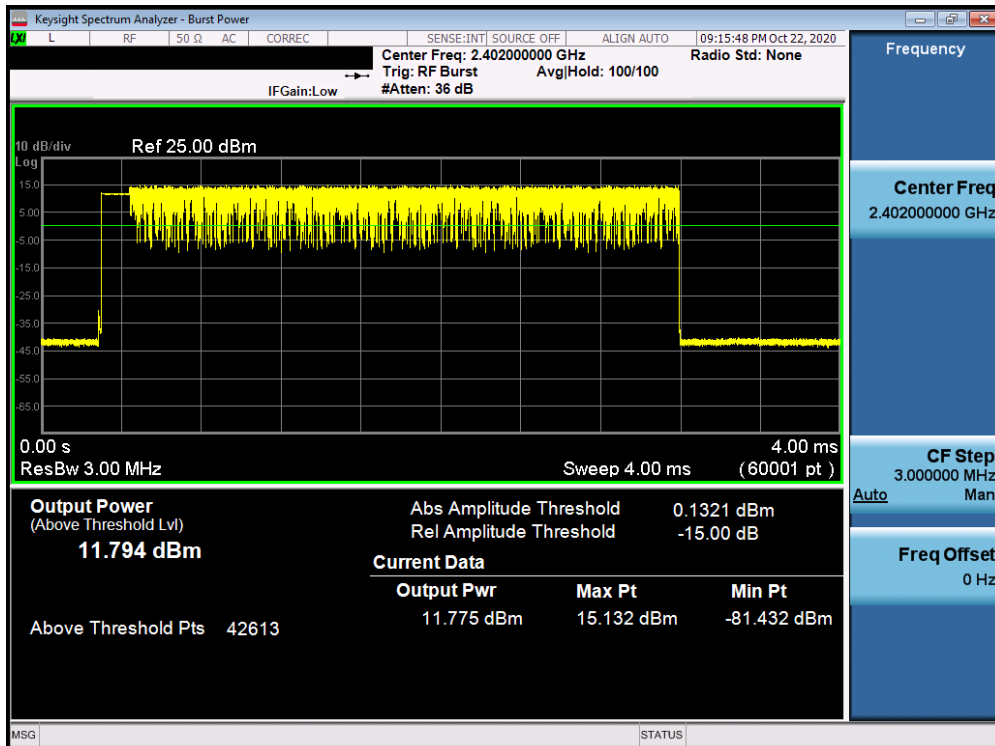 Keysight Spectrum Analyzer - Burst Power
LXI L RF 50 Ω AC CORREC SENSE:INT SOURCE OFF ALIGN AUTO 09:15:48 PM Oct 22, 2020
Center Freq: 2.402000000 GHz Radio Std: None
Trig: RF Burst Avg|Hold: 100/100
IFGain:Low #Atten: 36 dB
10 dB/div Ref 25.00 dBm
Log
15.0
5.00
-5.00
-15.0
-25.0
-35.0
-45.0
-55.0
-65.0
0.00 s 4.00 ms
ResBw 3.00 MHz Sweep 4.00 ms (60001 pt )
Output Power
(Above Threshold Lvl)
11.794 dBm
Above Threshold Pts 42613
Abs Amplitude Threshold 0.1321 dBm
Rel Amplitude Threshold -15.00 dB
Current Data
Output Pwr Max Pt Min Pt
11.775 dBm 15.132 dBm -81.432 dBm
Frequency
Center Freq
2.402000000 GHz
CF Step
3.000000 MHz
Auto Man
Freq Offset
0 Hz
MSG STATUS